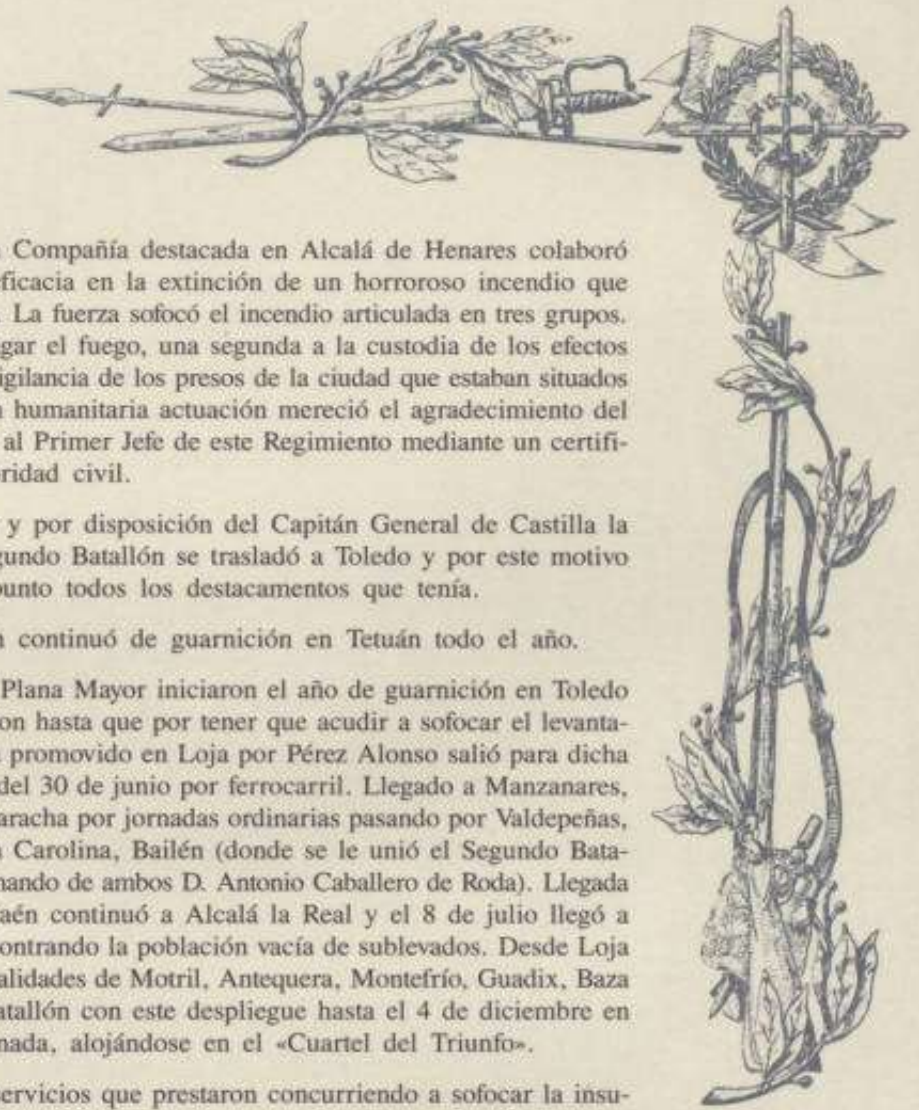 Compañía destacada en Alcalá de Henares colaboró
eficacia en la extinción de un horroroso incendio que
La fuerza sofocó el incendio articulada en tres grupos.
gar el fuego, una segunda a la custodia de los efectos
igilancia de los presos de la ciudad que estaban situados
humanitaria actuación mereció el agradecimiento del
al Primer Jefe de este Regimiento mediante un certifi-
ridad civil.
y por disposición del Capitán General de Castilla la
gundo Batallón se trasladó a Toledo y por este motivo
punto todos los destacamentos que tenía.
n continuó de guarnición en Tetuán todo el año.
Plana Mayor iniciaron el año de guarnición en Toledo
on hasta que por tener que acudir a sofocar el levanta-
promovido en Loja por Pérez Alonso salió para dicha
del 30 de junio por ferrocarril. Llegado a Manzanares,
aracha por jornadas ordinarias pasando por Valdepeñas,
a Carolina, Bailén (donde se le unió el Segundo Bata-
mando de ambos D. Antonio Caballero de Roda). Llegada
aén continuó a Alcalá la Real y el 8 de julio llegó a
ontrando la población vacía de sublevados. Desde Loja
alidades de Motril, Antequera, Montefrío, Guadix, Baza
atallón con este despliegue hasta el 4 de diciembre en
nada, alojándose en el «Cuartel del Triunfo».
servicios que prestaron concurriendo a sofocar la insu-